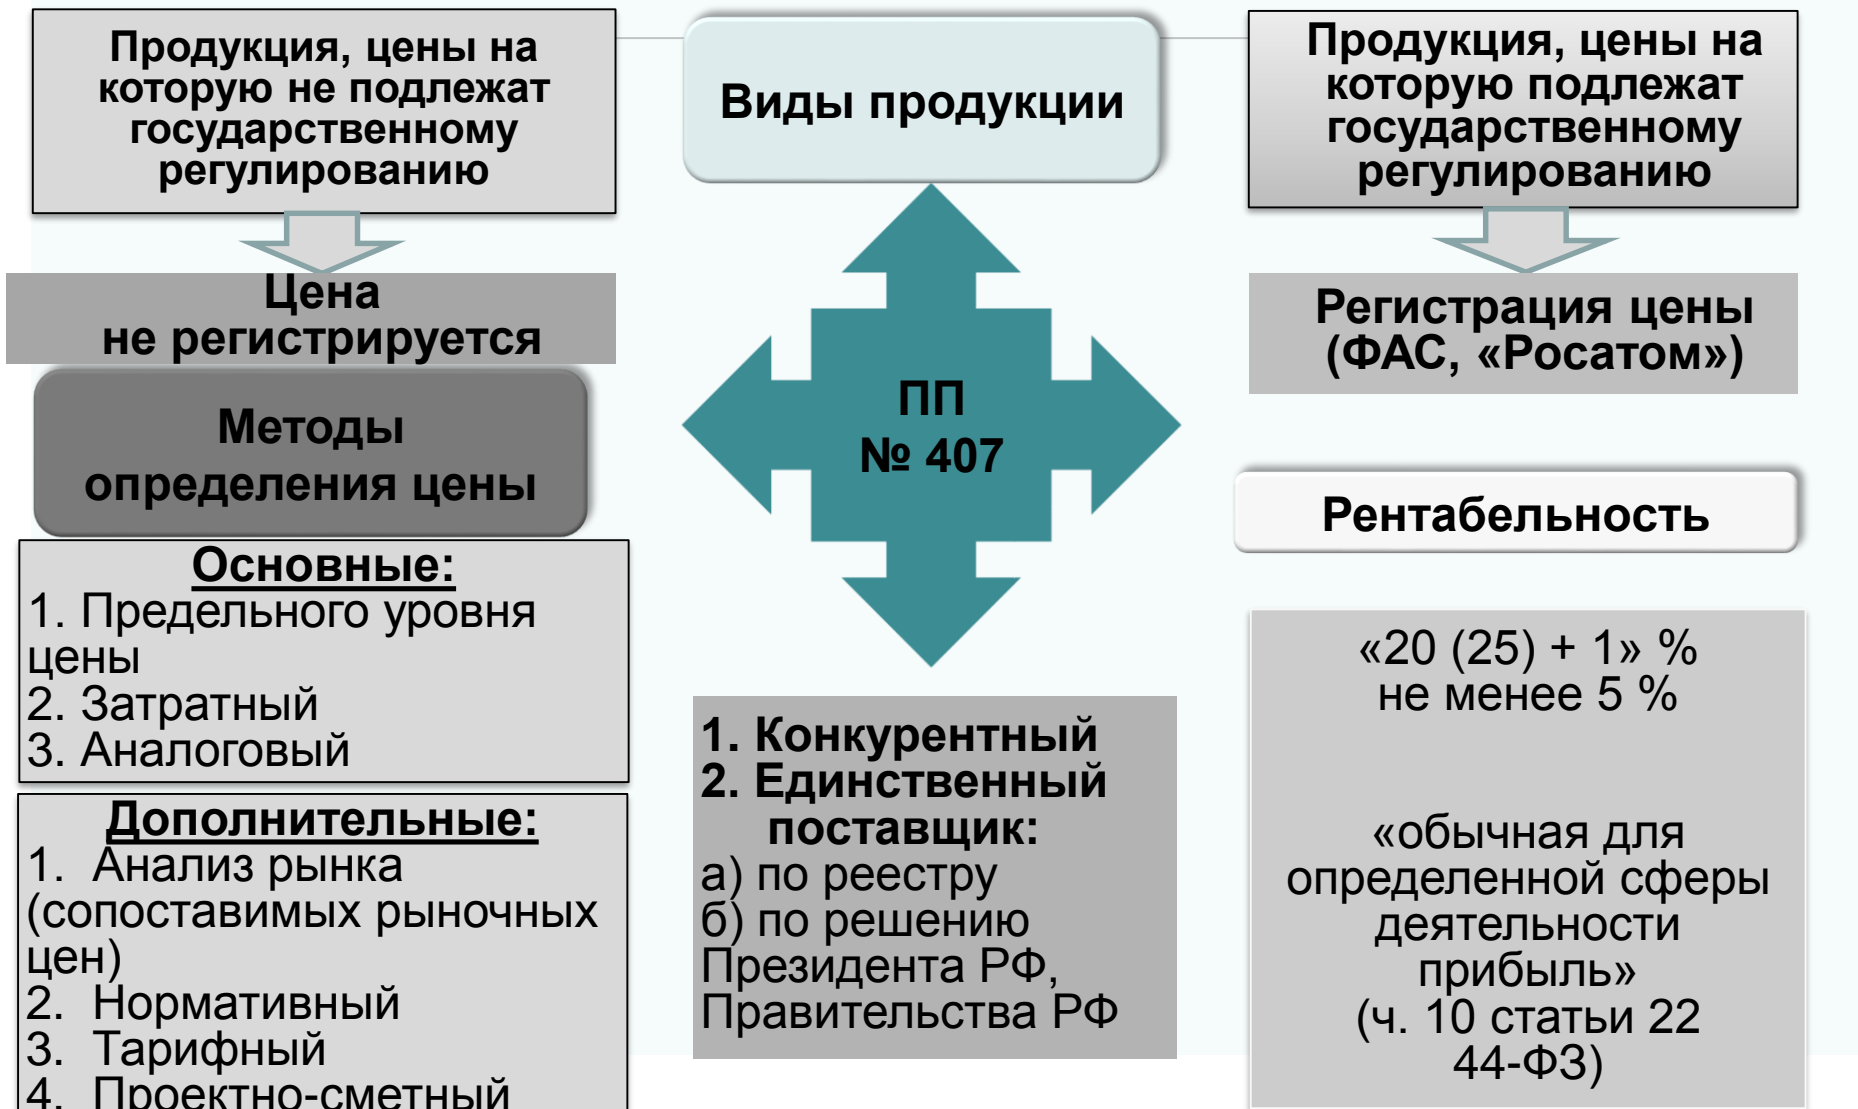 Продукция, цены на
которую не подлежат
государственному
регулированию
Цена
не регистрируется
Методы
определения цены
Основные:
1. Предельного уровня
цены
2. Затратный
3. Аналоговый
Дополнительные:
1. Анализ рынка
(сопоставимых рыночных
цен)
2. Нормативный
3. Тарифный
4. Проектно-сметный
Виды продукции
ПП
№ 407
1. Конкурентный
2. Единственный
поставщик:
а) по реестру
б) по решению
Президента РФ,
Правительства РФ
Продукция, цены на
которую подлежат
государственному
регулированию
Регистрация цены
(ФАС, «Росатом»)
Рентабельность
«20 (25) + 1» %
не менее 5 %
«обычная для
определенной сферы
деятельности
прибыль»
(ч. 10 статьи 22
44-ФЗ)